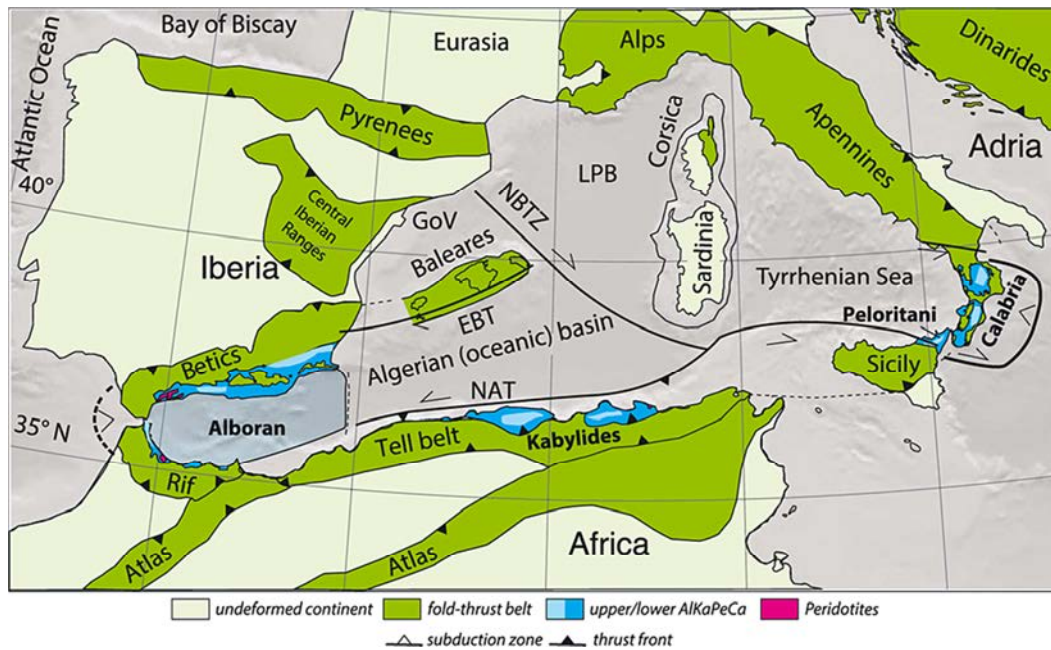 Bay of Biscay
Eurasia
Alps
Dinarides
Atlantic Ocean
Pyrenees
Corsica
Apennines
Adria
40°
LPB
NBTZ
Central
Iberian
Ranges
GoV
Baleares
Sardinia
Iberia
Tyrrhenian Sea
Peloritani
Calabria
EBT
Betics
Algerian (oceanic) basin
Sicily
NAT
35° N
Alboran
Tell belt
Kabylides
Rif
Atlas
Atlas
Africa
undeformed continent
fold-thrust belt
upper/lower AlKaPeCa
Peridotites
subduction zone
thrust front